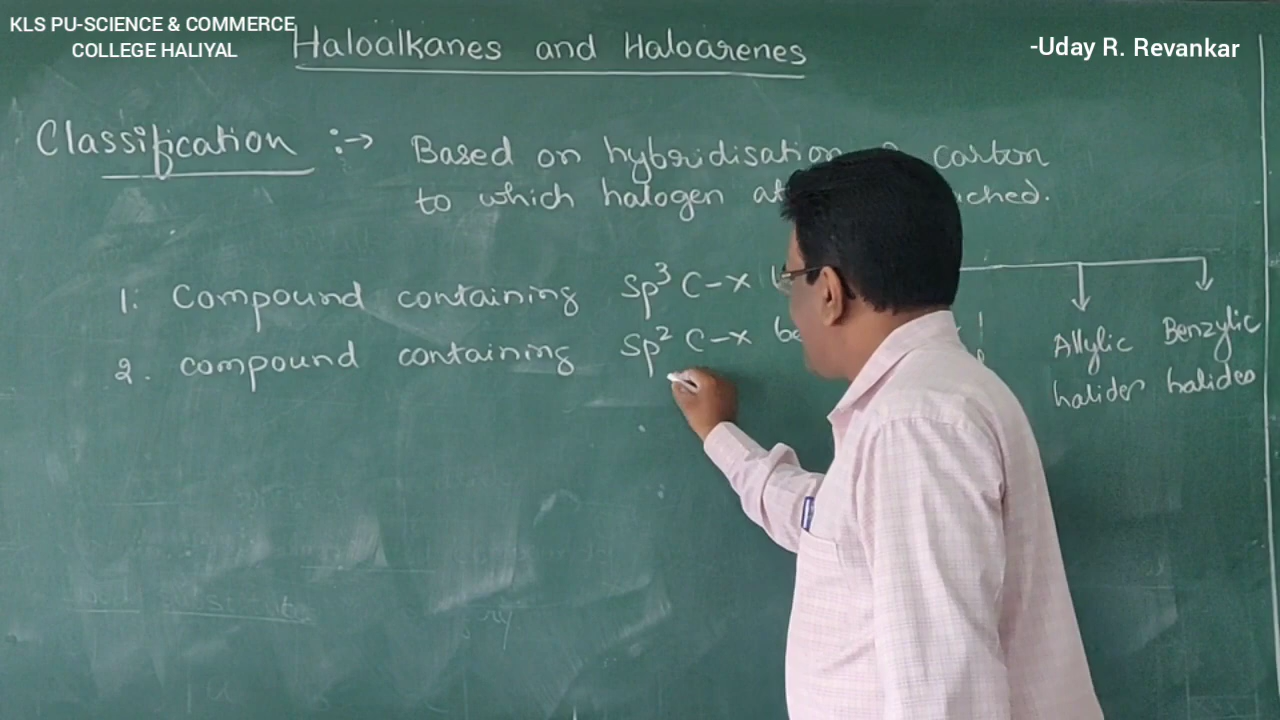 KLS PU-SCIENCE & COMMERCE
COLLEGE HALIYAL
-Uday R. Revankar
Haloalkanes and Haloarenes
Classification :→ Based on hybridisation carbon
to which halogen
1. Compound containing sp³ C-X
2. compound containing sp² C-X
Allylic
halides
Benzylic
halides